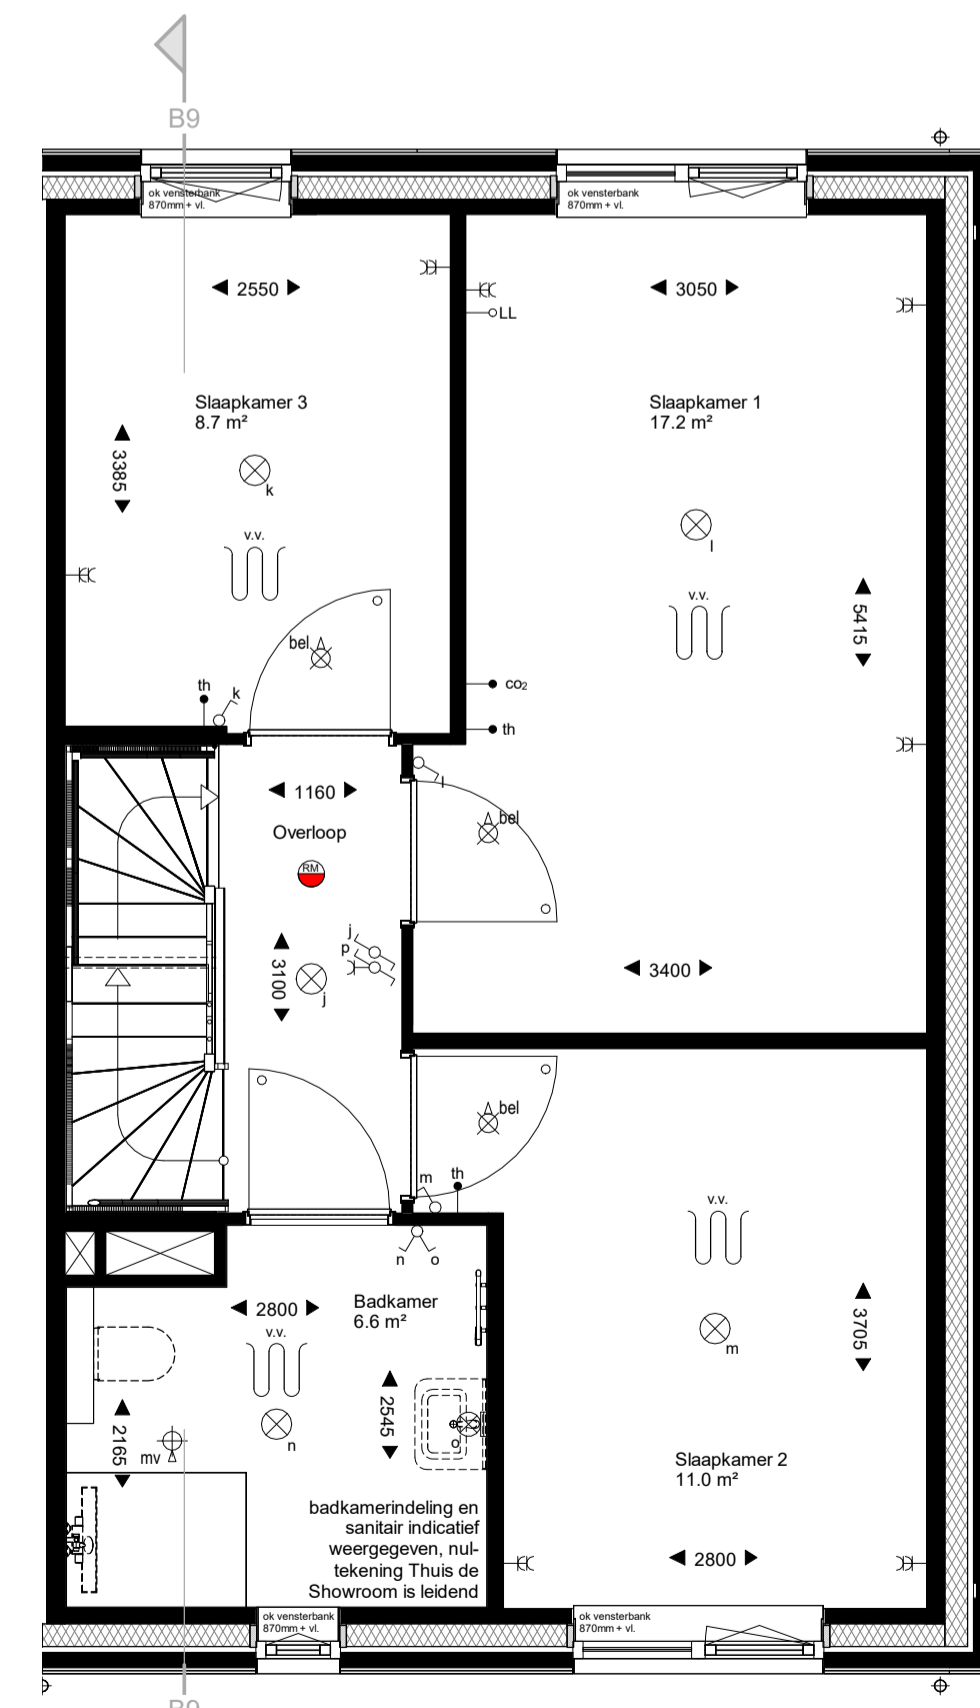 B9
ok vensterbank
870mm + vl.
ok vensterbank
870mm + vl.
2550
3050
LL
Slaapkamer 3
8.7 m²
Slaapkamer 1
17.2 m²
3385
k
l
v.v.
v.v.
5415
bel
th
k
co₂
th
1160
l
Overloop
bel
RM
j
p
3100
j
3400
bel
m
th
n
o
v.v.
2800
Badkamer
6.6 m²
v.v.
3705
m
2165
2545
n
o
mv
Slaapkamer 2
11.0 m²
badkamerindeling en
sanitair indicatief
weergegeven, nul-
tekening Thuis de
Showroom is leidend
2800
ok vensterbank
870mm + vl.
ok vensterbank
870mm + vl.
B9